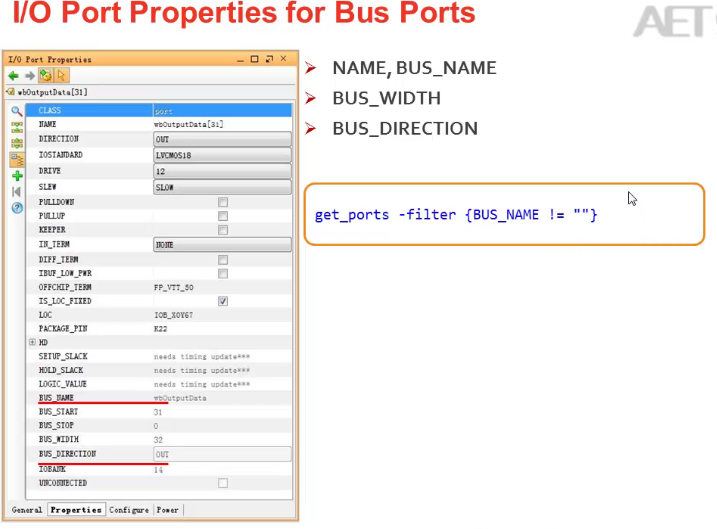 I/O Port Properties for Bus Ports
AET
I/O Port Properties
wbOutputData[31]
CLASS port
NAME wbOutputData[31]
DIRECTION OUT
IOSTANDARD LVCMOS18
DRIVE 12
SLEW SLOW
PULLDOWN
PULLUP
KEEPER
IN_TERM NONE
DIFF_TERM
IBUF_LOW_PWR
OFFCHIP_TERM FP_VTT_50
IS_LOC_FIXED
LOC IOB_X0Y67
PACKAGE_PIN K22
HD
SETUP_SLACK needs timing update***
HOLD_SLACK needs timing update***
LOGIC_VALUE needs timing update***
BUS_NAME wbOutputData
BUS_START 31
BUS_STOP 0
BUS_WIDTH 32
BUS_DIRECTION OUT
IOBANK 14
UNCONNECTED
General Properties Configure Power
NAME, BUS_NAME
BUS_WIDTH
BUS_DIRECTION
get_ports -filter {BUS_NAME != ""}